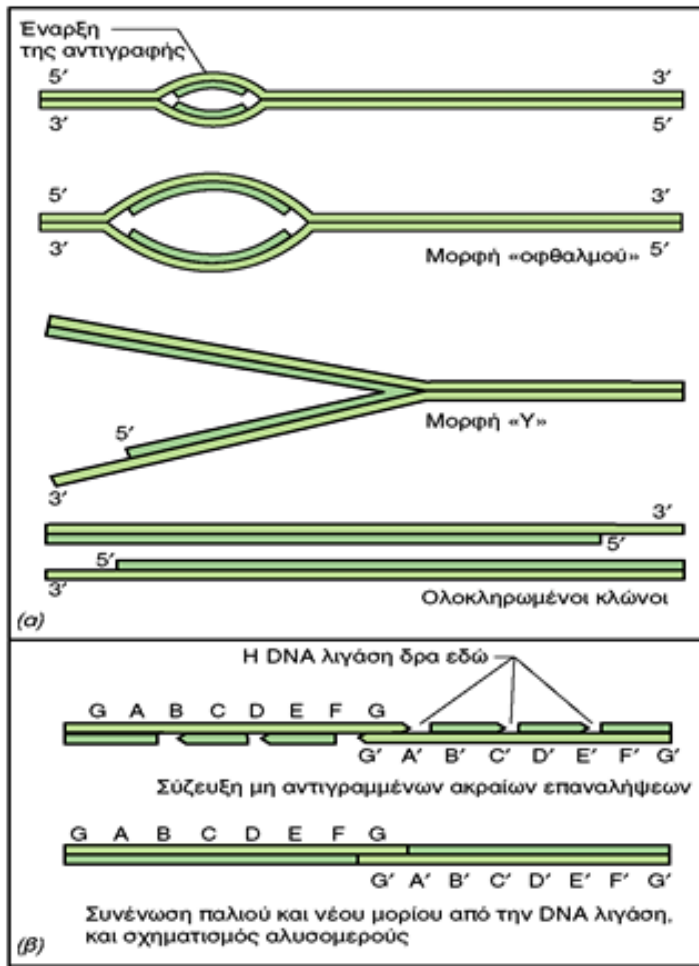 Έναρξη
της αντιγραφής
5′ 3′
3′ 5′
5′ 3′
3′ 5′
Μορφή «οφθαλμού»
Μορφή «Υ»
5′
3′
3′
5′
5′
3′
Ολοκληρωμένοι κλώνοι
(α)
Η DNA λιγάση δρα εδώ
G A B C D E F G
G′ A′ B′ C′ D′ E′ F′ G′
Σύζευξη μη αντιγραμμένων ακραίων επαναλήψεων
G A B C D E F G
G′ A′ B′ C′ D′ E′ F′ G′
Συνένωση παλιού και νέου μορίου από την DNA λιγάση,
(β) και σχηματισμός αλυσομερούς